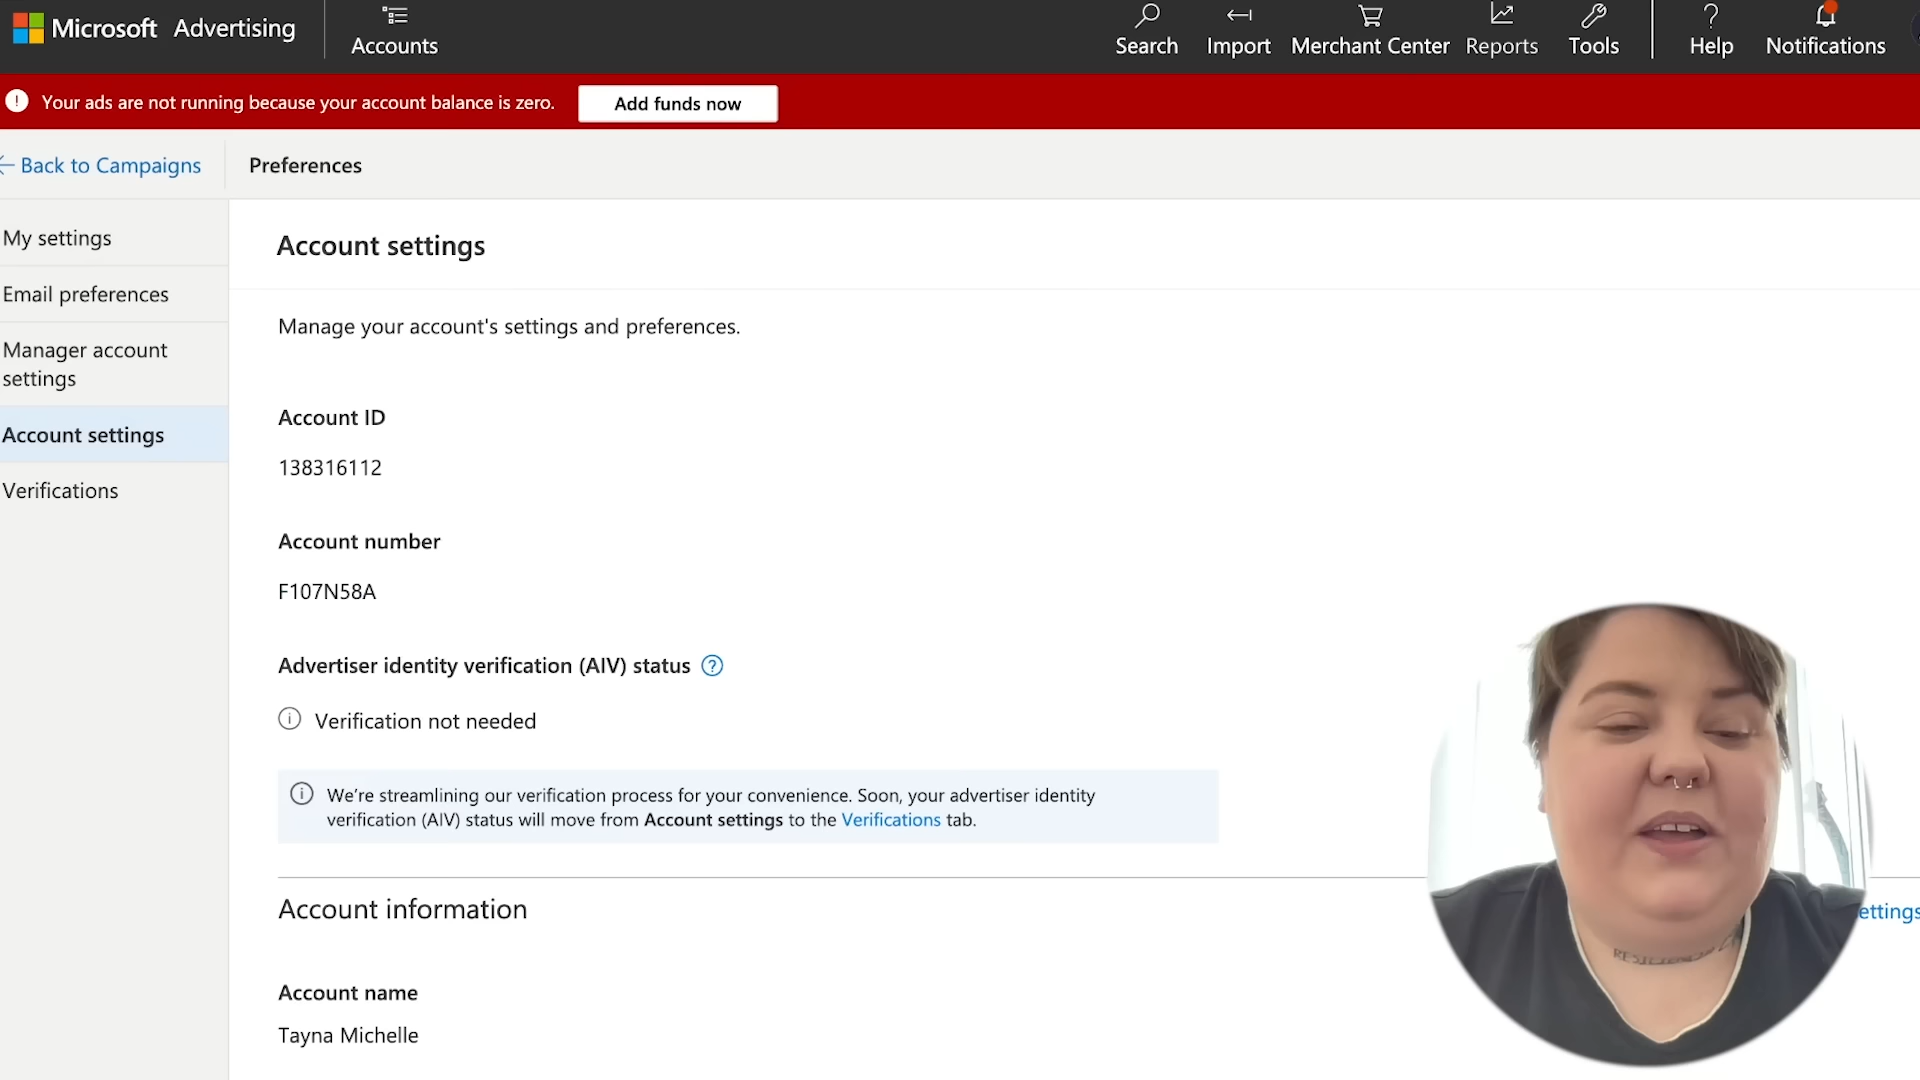 Microsoft Advertising
Accounts
Search
Import
Merchant Center
Reports
Tools
Help
Notifications
Your ads are not running because your account balance is zero.
Add funds now
Back to Campaigns
Preferences
My settings
Email preferences
Manager account
settings
Account settings
Verifications
Account settings
Manage your account's settings and preferences.
Account ID
138316112
Account number
F107N58A
Advertiser identity verification (AIV) status
Verification not needed
We're streamlining our verification process for your convenience. Soon, your advertiser identity
verification (AIV) status will move from Account settings to the Verifications tab.
Account information
ettings
Account name
Tayna Michelle